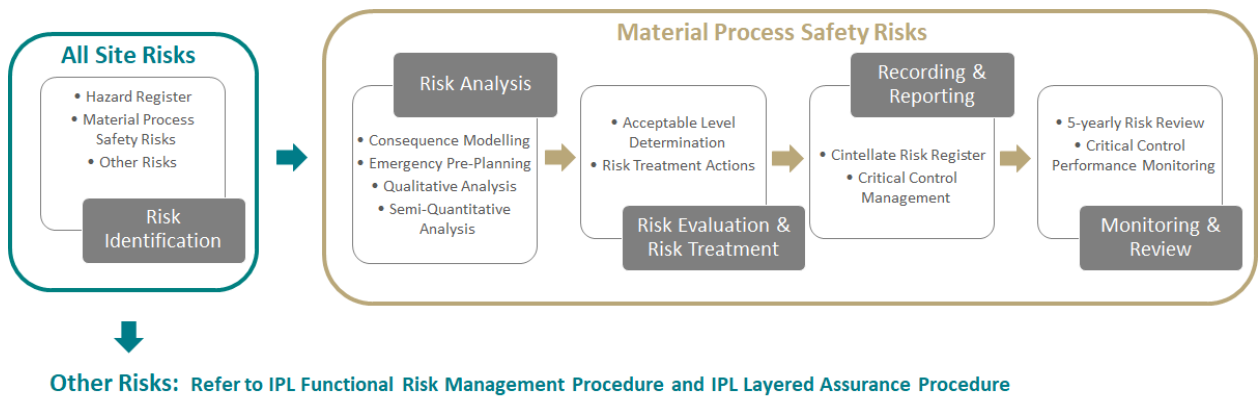 All Site Risks
• Hazard Register
• Material Process
Safety Risks
• Other Risks
Risk
Identification
Material Process Safety Risks
Risk Analysis
• Consequence Modelling
• Emergency Pre-Planning
• Qualitative Analysis
• Semi-Quantitative
Analysis
• Acceptable Level
Determination
• Risk Treatment Actions
Risk Evaluation &
Risk Treatment
Recording &
Reporting
• Cintellate Risk Register
• Critical Control
Management
• 5-yearly Risk Review
• Critical Control
Performance Monitoring
Monitoring &
Review
Other Risks: Refer to IPL Functional Risk Management Procedure and IPL Layered Assurance Procedure